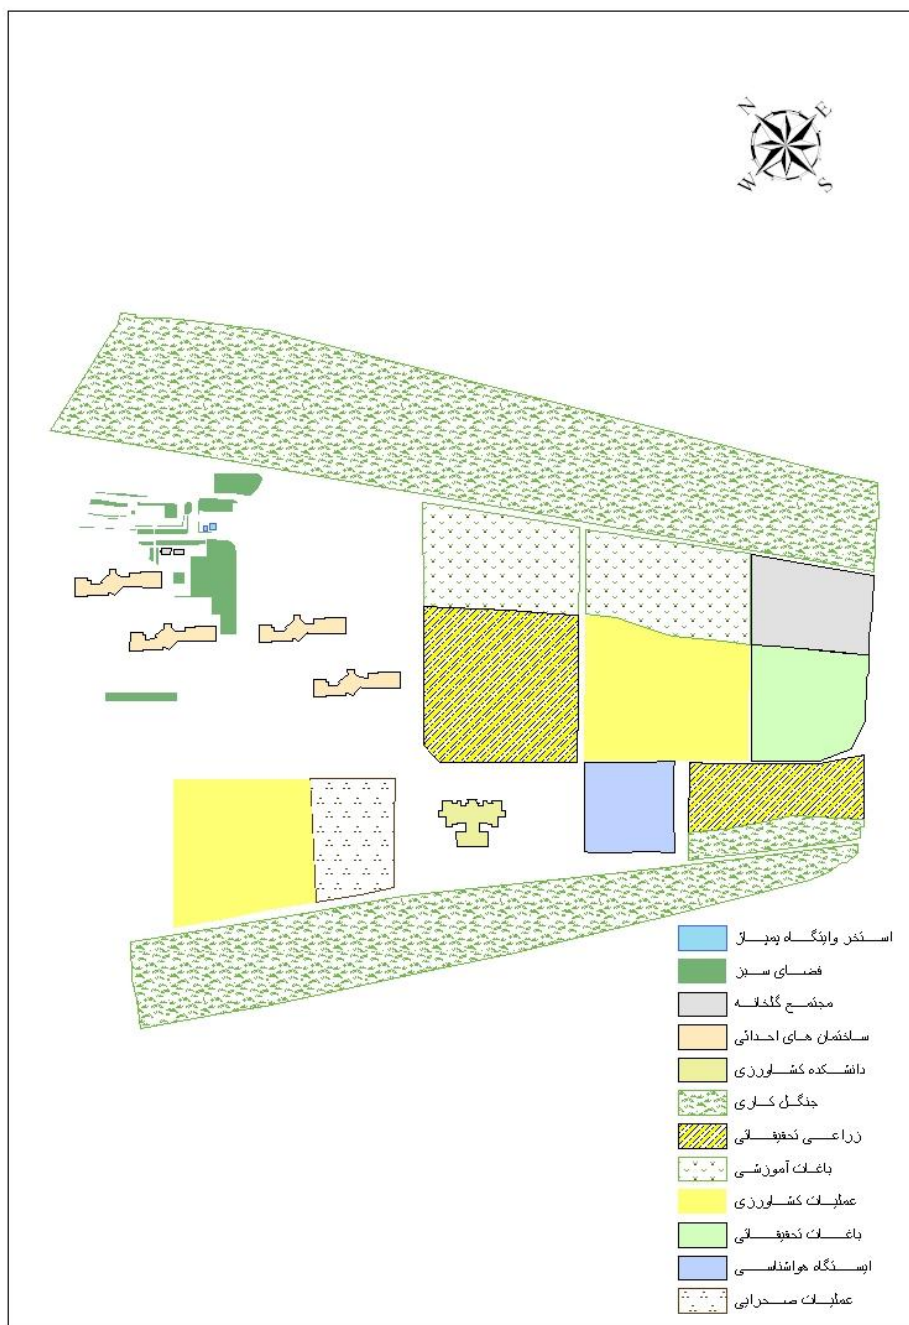 N E
W S
استخر وایتگاه پمپاژ
فضای سبز
مجتمع گلخانه
ساختمان های احداثی
دانشکده کشاورزی
جنگل کاری
زراعی تحقیقاتی
باغات آموزشی
عملیات کشاورزی
باغات تحقیقاتی
ایستگاه هواشناسی
عملیات صحرایی